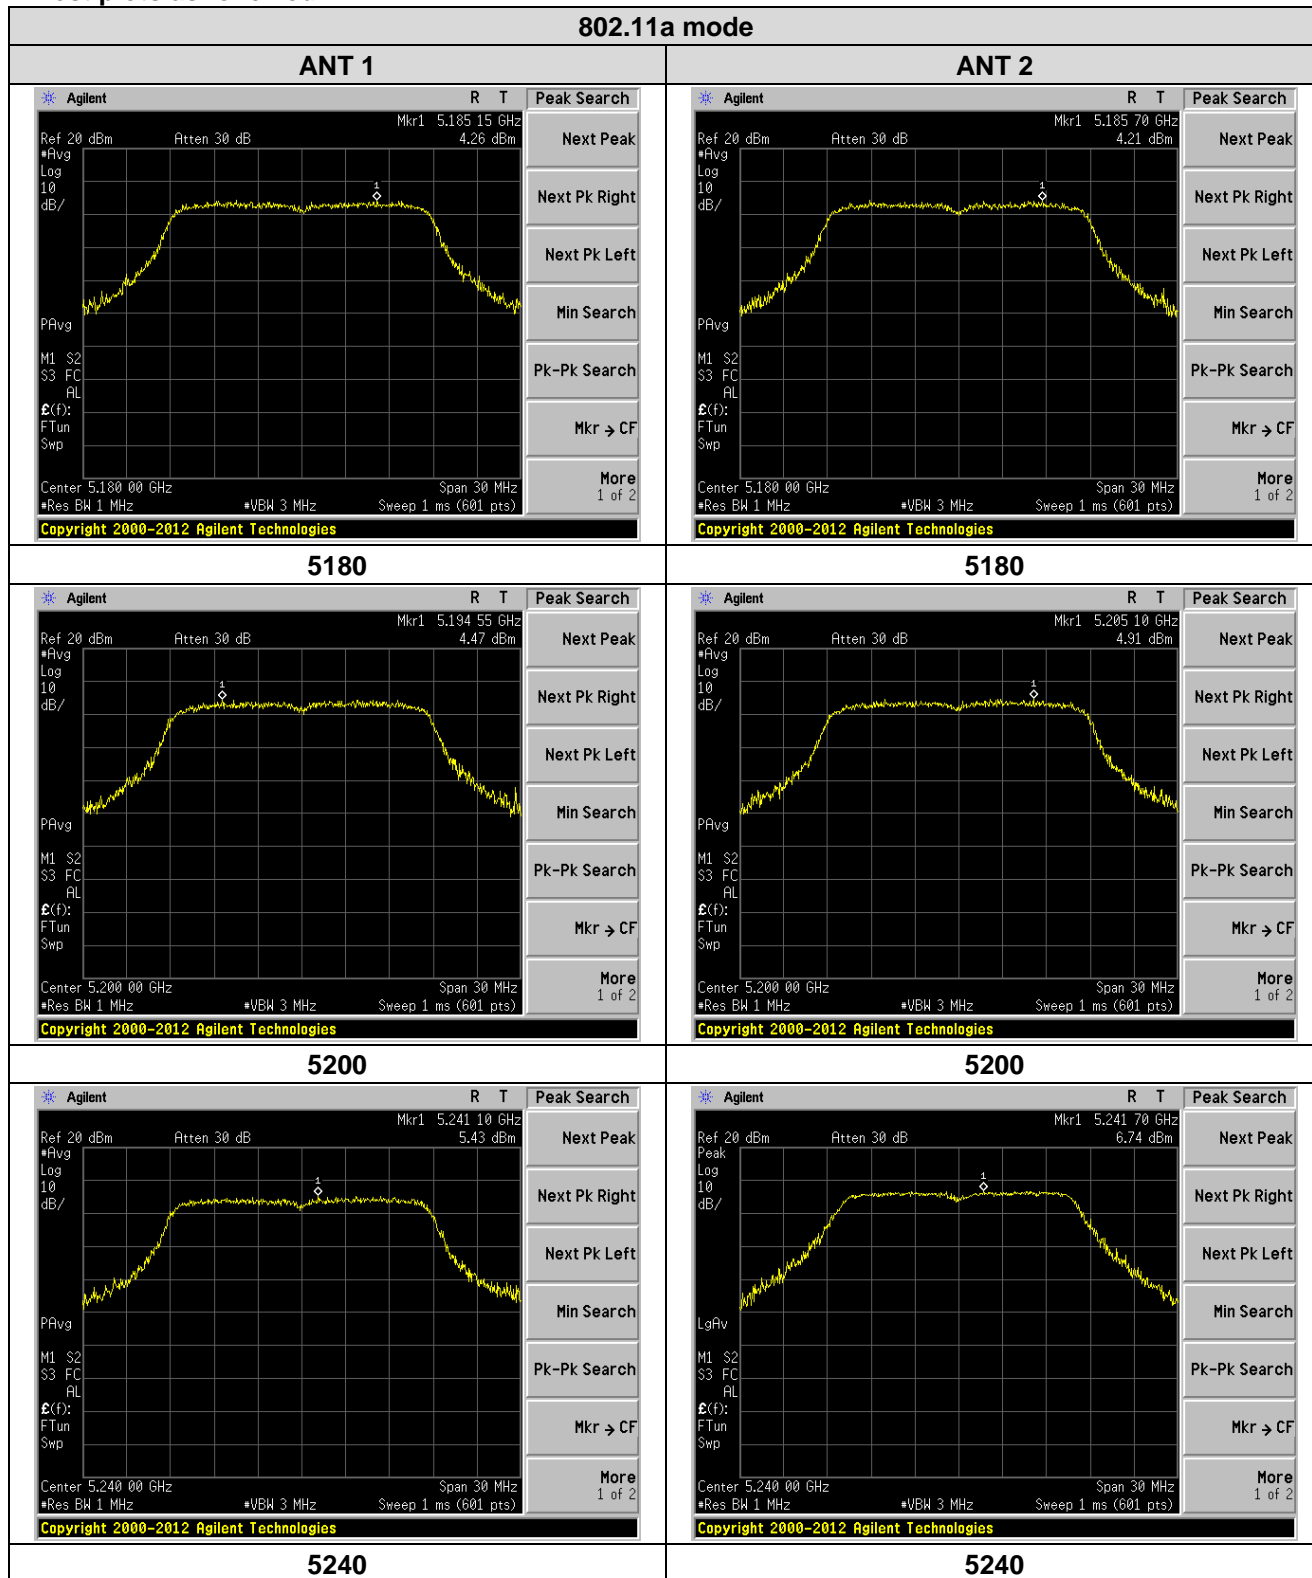 802.11a mode
ANT 1
ANT 2
Agilent R T Peak Search
Mkr1 5.185 15 GHz
Ref 20 dBm Atten 30 dB 4.26 dBm
#Avg
Log
10
dB/
1
PAvg
M1 S2
S3 FC
AL
£(f):
FTun
Swp
Center 5.180 00 GHz Span 30 MHz
#Res BW 1 MHz #VBW 3 MHz Sweep 1 ms (601 pts)
Copyright 2000-2012 Agilent Technologies
Next Peak
Next Pk Right
Next Pk Left
Min Search
Pk-Pk Search
Mkr → CF
More
1 of 2
Agilent R T Peak Search
Mkr1 5.185 70 GHz
Ref 20 dBm Atten 30 dB 4.21 dBm
#Avg
Log
10
dB/
1
PAvg
M1 S2
S3 FC
AL
£(f):
FTun
Swp
Center 5.180 00 GHz Span 30 MHz
#Res BW 1 MHz #VBW 3 MHz Sweep 1 ms (601 pts)
Copyright 2000-2012 Agilent Technologies
Next Peak
Next Pk Right
Next Pk Left
Min Search
Pk-Pk Search
Mkr → CF
More
1 of 2
5180
5180
Agilent R T Peak Search
Mkr1 5.194 55 GHz
Ref 20 dBm Atten 30 dB 4.47 dBm
#Avg
Log
10
dB/
1
PAvg
M1 S2
S3 FC
AL
£(f):
FTun
Swp
Center 5.200 00 GHz Span 30 MHz
#Res BW 1 MHz #VBW 3 MHz Sweep 1 ms (601 pts)
Copyright 2000-2012 Agilent Technologies
Next Peak
Next Pk Right
Next Pk Left
Min Search
Pk-Pk Search
Mkr → CF
More
1 of 2
Agilent R T Peak Search
Mkr1 5.205 10 GHz
Ref 20 dBm Atten 30 dB 4.91 dBm
#Avg
Log
10
dB/
1
PAvg
M1 S2
S3 FC
AL
£(f):
FTun
Swp
Center 5.200 00 GHz Span 30 MHz
#Res BW 1 MHz #VBW 3 MHz Sweep 1 ms (601 pts)
Copyright 2000-2012 Agilent Technologies
Next Peak
Next Pk Right
Next Pk Left
Min Search
Pk-Pk Search
Mkr → CF
More
1 of 2
5200
5200
Agilent R T Peak Search
Mkr1 5.241 10 GHz
Ref 20 dBm Atten 30 dB 5.43 dBm
#Avg
Log
10
dB/
1
PAvg
M1 S2
S3 FC
AL
£(f):
FTun
Swp
Center 5.240 00 GHz Span 30 MHz
#Res BW 1 MHz #VBW 3 MHz Sweep 1 ms (601 pts)
Copyright 2000-2012 Agilent Technologies
Next Peak
Next Pk Right
Next Pk Left
Min Search
Pk-Pk Search
Mkr → CF
More
1 of 2
Agilent R T Peak Search
Mkr1 5.241 70 GHz
Ref 20 dBm Atten 30 dB 6.74 dBm
Peak
Log
10
dB/
1
LgAv
M1 S2
S3 FC
AL
£(f):
FTun
Swp
Center 5.240 00 GHz Span 30 MHz
#Res BW 1 MHz #VBW 3 MHz Sweep 1 ms (601 pts)
Copyright 2000-2012 Agilent Technologies
Next Peak
Next Pk Right
Next Pk Left
Min Search
Pk-Pk Search
Mkr → CF
More
1 of 2
5240
5240